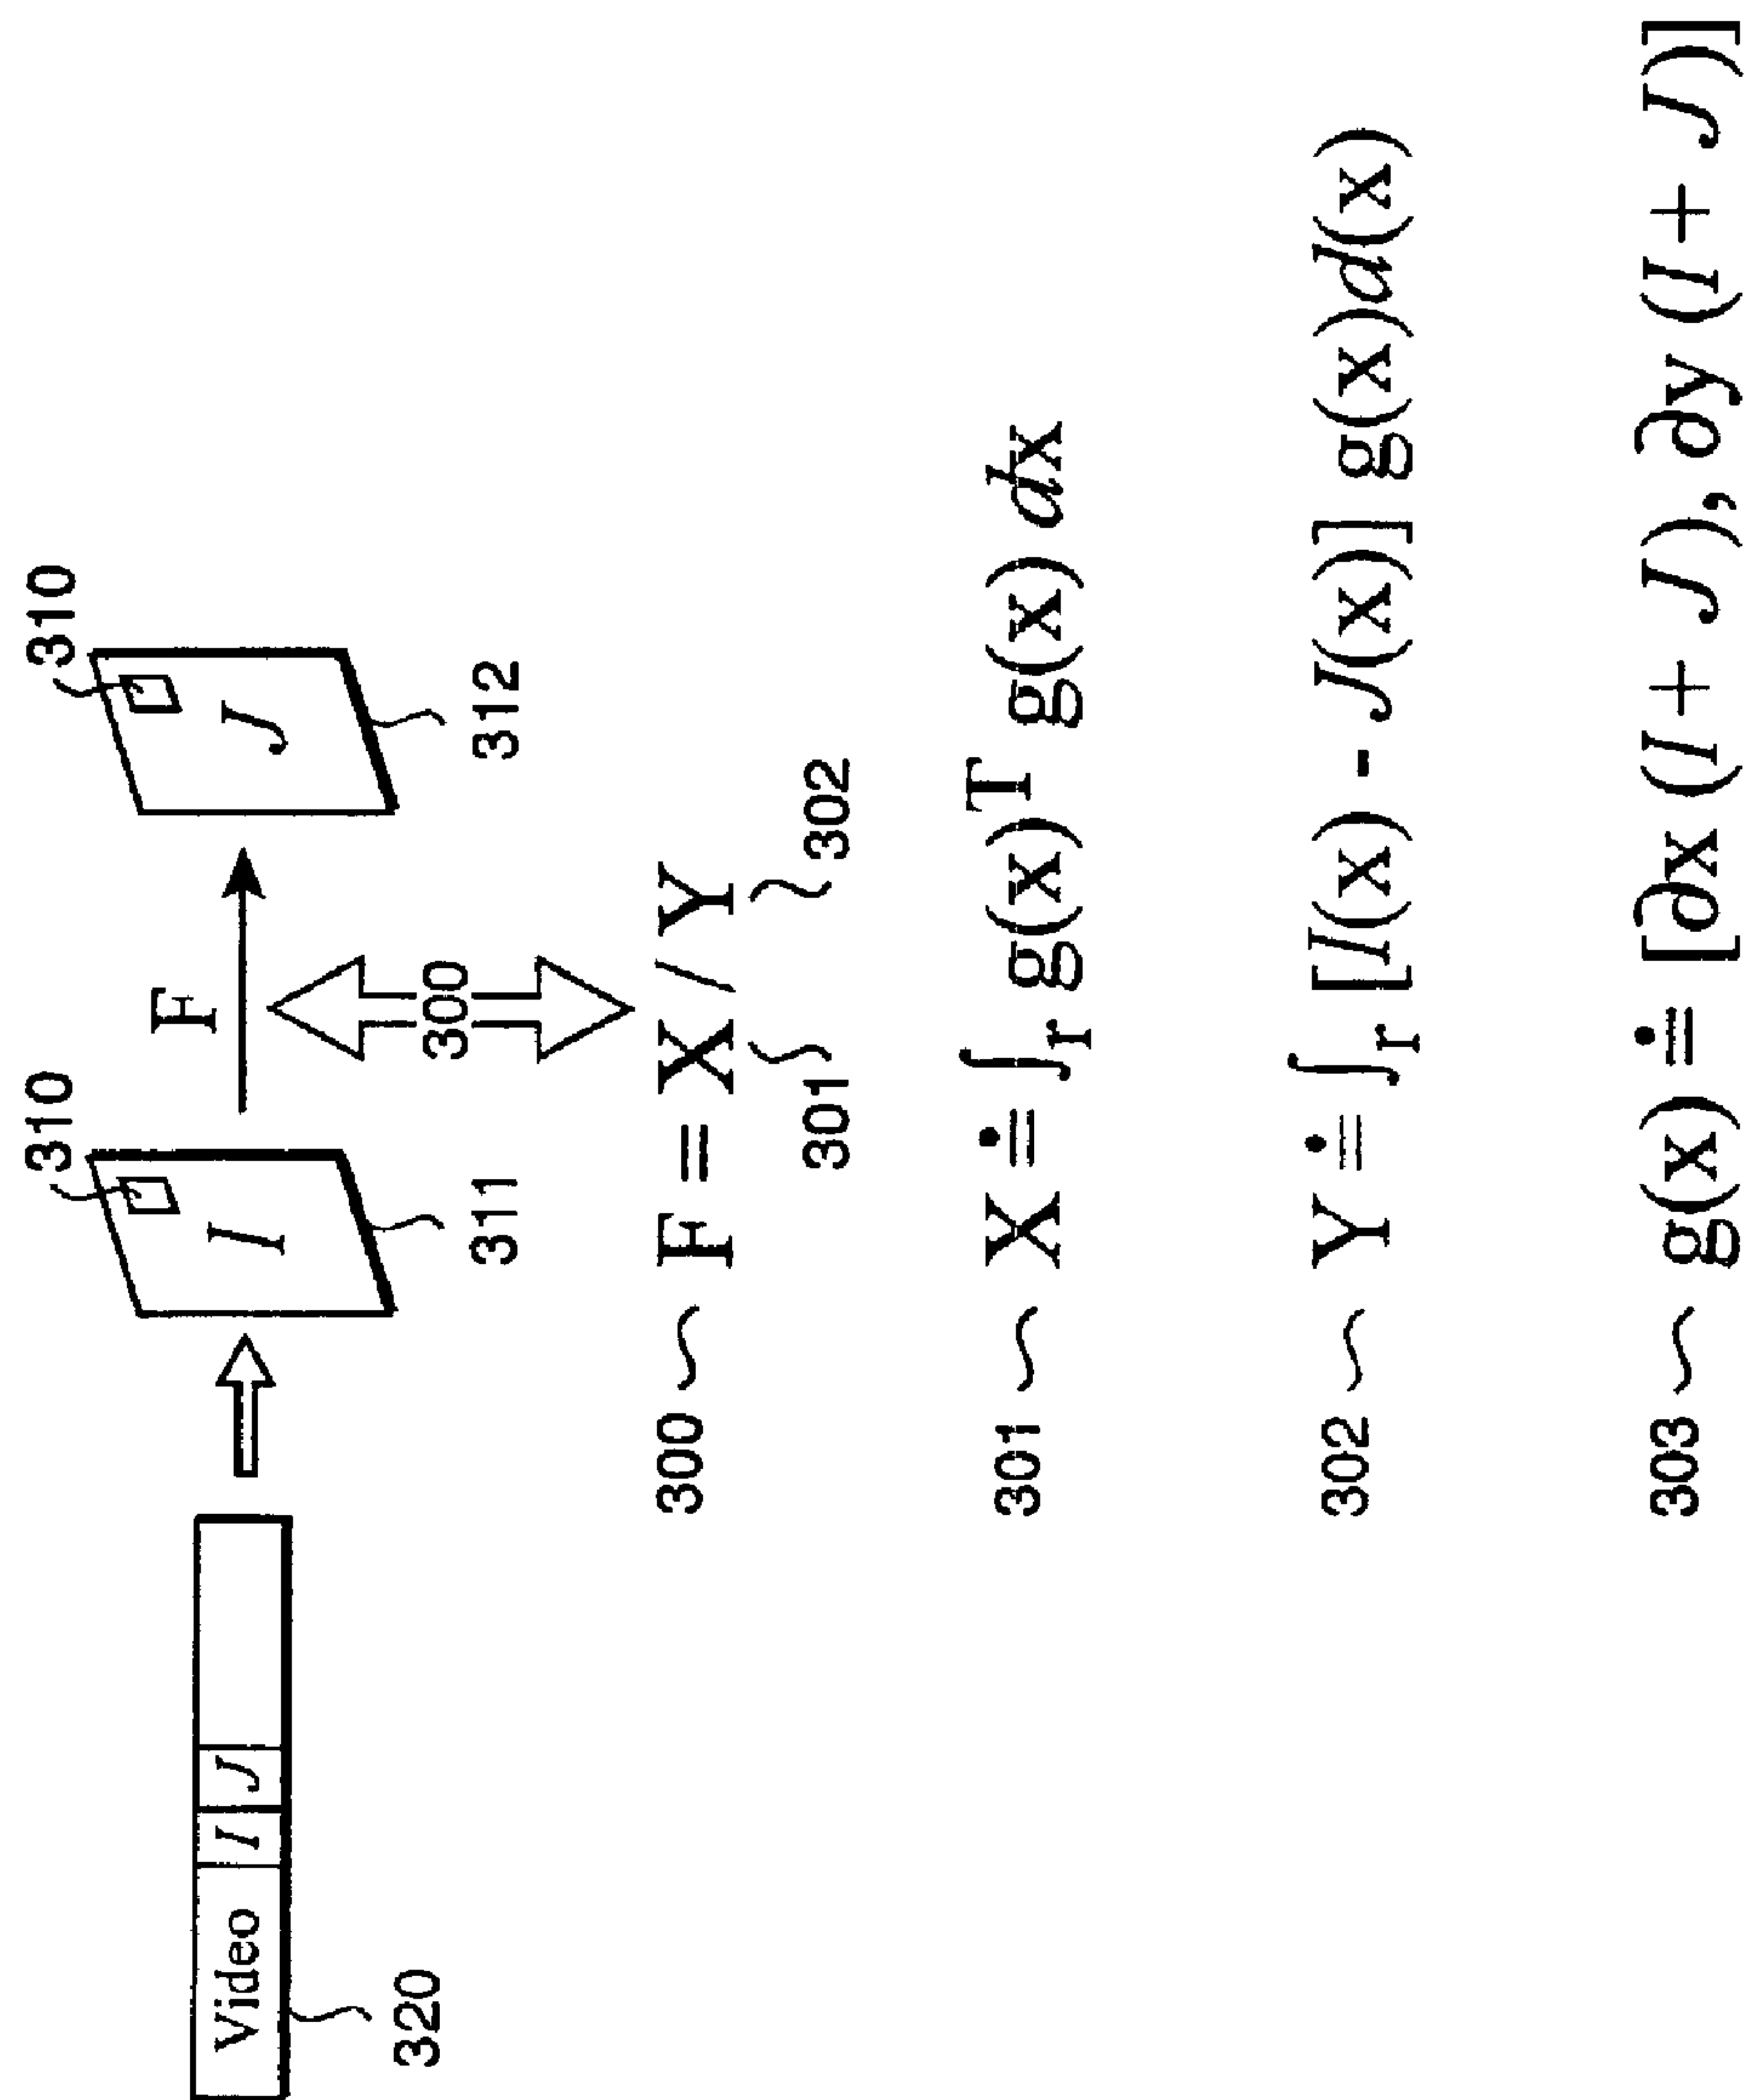 310 310
Video I J I F J
320 311 312
300
300 ~ F = X / Y
301 302
301 ~ X ≐ ∫r g(x)ᵀ g(x) dx
302 ~ Y ≐ ∫r [I(x) - J(x)] g(x)d(x)
303 ~ g(x) ≐ [∂x (I + J), ∂y (I + J)]